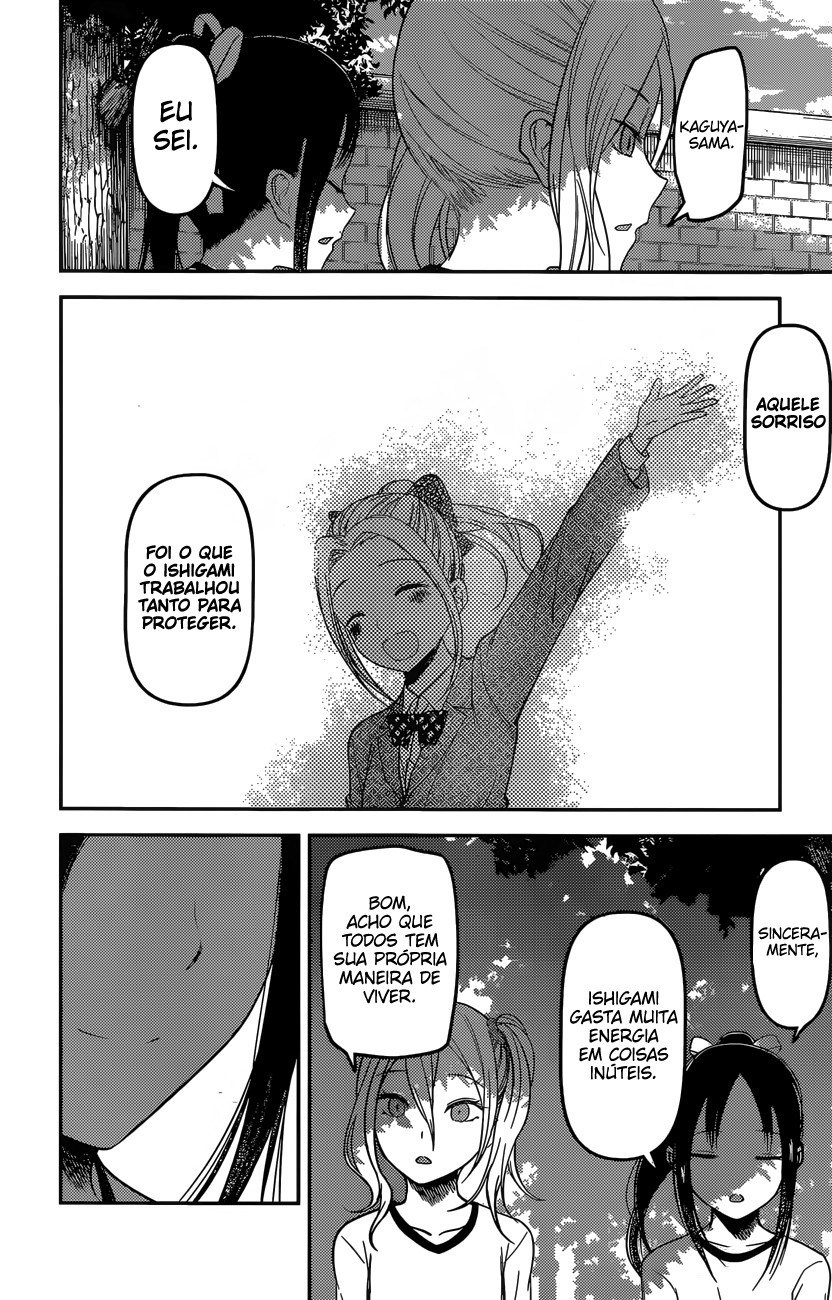 KAGUYA-
SAMA.
EU
SEI.
AQUELE
SORRISO
FOI O QUE
O ISHIGAMI
TRABALHOU
TANTO PARA
PROTEGER.
SINCERA-
MENTE,
ISHIGAMI
GASTA MUITA
ENERGIA
EM COISAS
INÚTEIS.
BOM,
ACHO QUE
TODOS TEM
SUA PRÓPRIA
MANEIRA DE
VIVER.